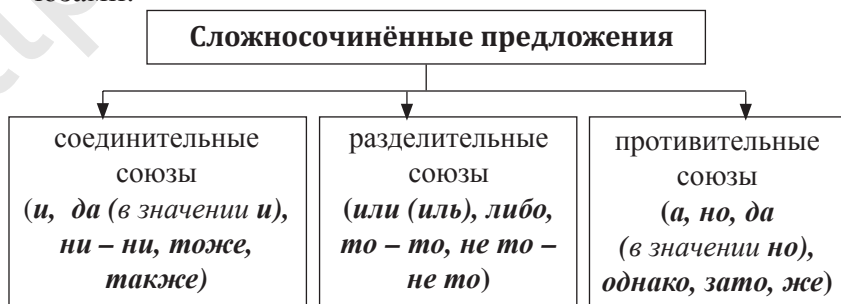 Сложносочинённые предложения
соединительные
союзы
(и, да (в значении и),
ни – ни, тоже,
также)
разделительные
союзы
(или (иль), либо,
то – то, не то –
не то)
противительные
союзы
(а, но, да
(в значении но),
однако, зато, же)